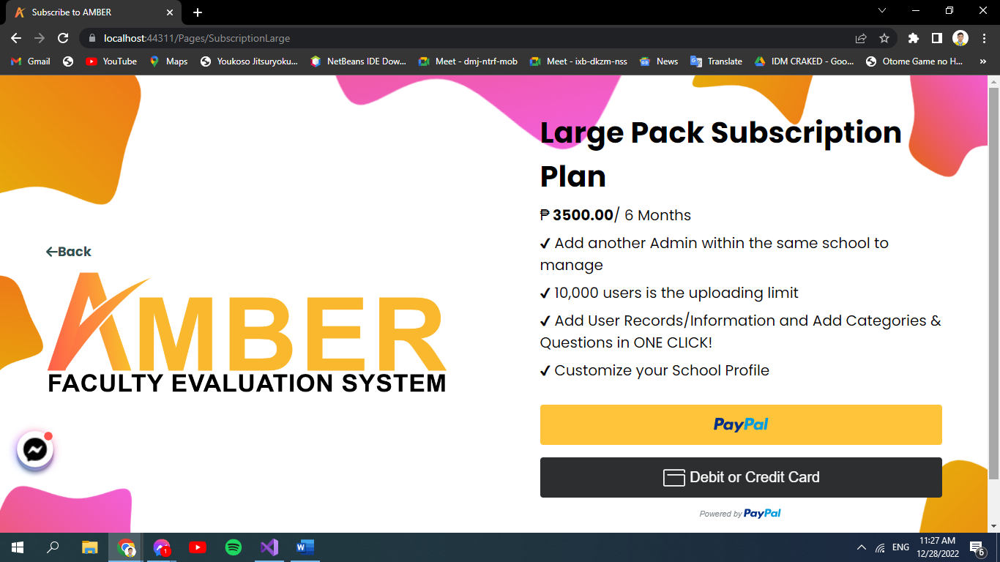 Subscribe to AMBER
localhost:44311/Pages/SubscriptionLarge
Gmail
YouTube
Maps
Youkoso Jitsuryoku...
NetBeans IDE Dow...
Meet - dmj-ntrf-mob
Meet - ixb-dkzm-nss
News
Translate
IDM CRAKED - Goo...
Otome Game no H...
»
←Back
AMBER
FACULTY EVALUATION SYSTEM
Large Pack Subscription
Plan
₱ 3500.00/ 6 Months
✔ Add another Admin within the same school to
manage
✔ 10,000 users is the uploading limit
✔ Add User Records/Information and Add Categories &
Questions in ONE CLICK!
✔ Customize your School Profile
PayPal
Debit or Credit Card
Powered by PayPal
1
ENG
11:27 AM
12/28/2022
6